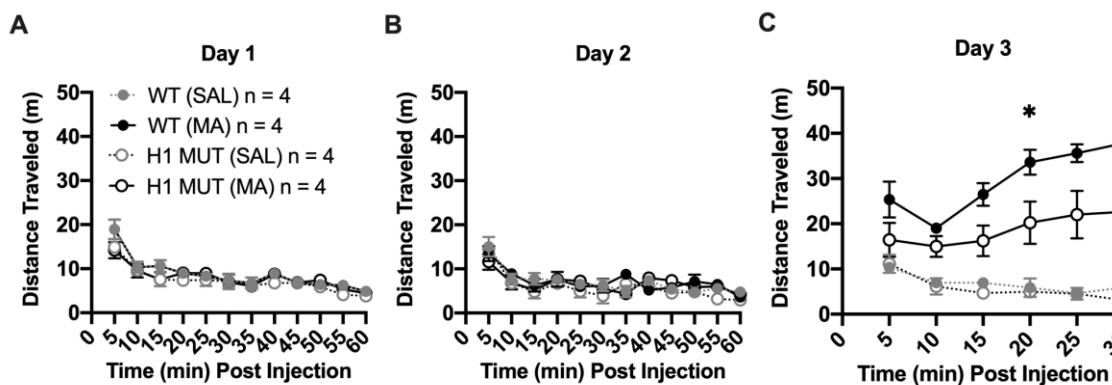 A
Day 1
Distance Traveled (m)
50
40
30
20
10
0
WT (SAL) n = 4
WT (MA) n = 4
H1 MUT (SAL) n = 4
H1 MUT (MA) n = 4
0 5 10 15 20 25 30 35 40 45 50 55 60
Time (min) Post Injection
B
Day 2
Distance Traveled (m)
50
40
30
20
10
0
0 5 10 15 20 25 30 35 40 45 50 55 60
Time (min) Post Injection
C
Day 3
Distance Traveled (m)
50
40
30
20
10
0
*
0 5 10 15 20 25
Time (min) Post Injection